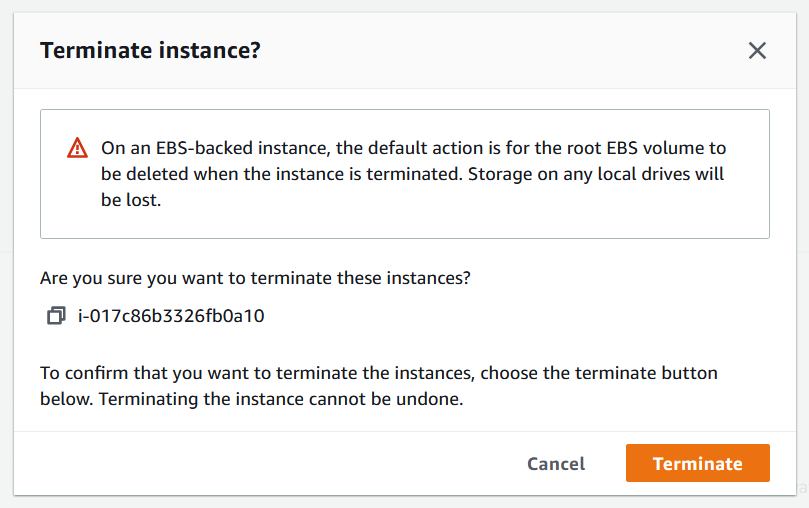 Terminate instance?
On an EBS-backed instance, the default action is for the root EBS volume to
be deleted when the instance is terminated. Storage on any local drives will
be lost.
Are you sure you want to terminate these instances?
i-017c86b3326fb0a10
To confirm that you want to terminate the instances, choose the terminate button
below. Terminating the instance cannot be undone.
Cancel
Terminate